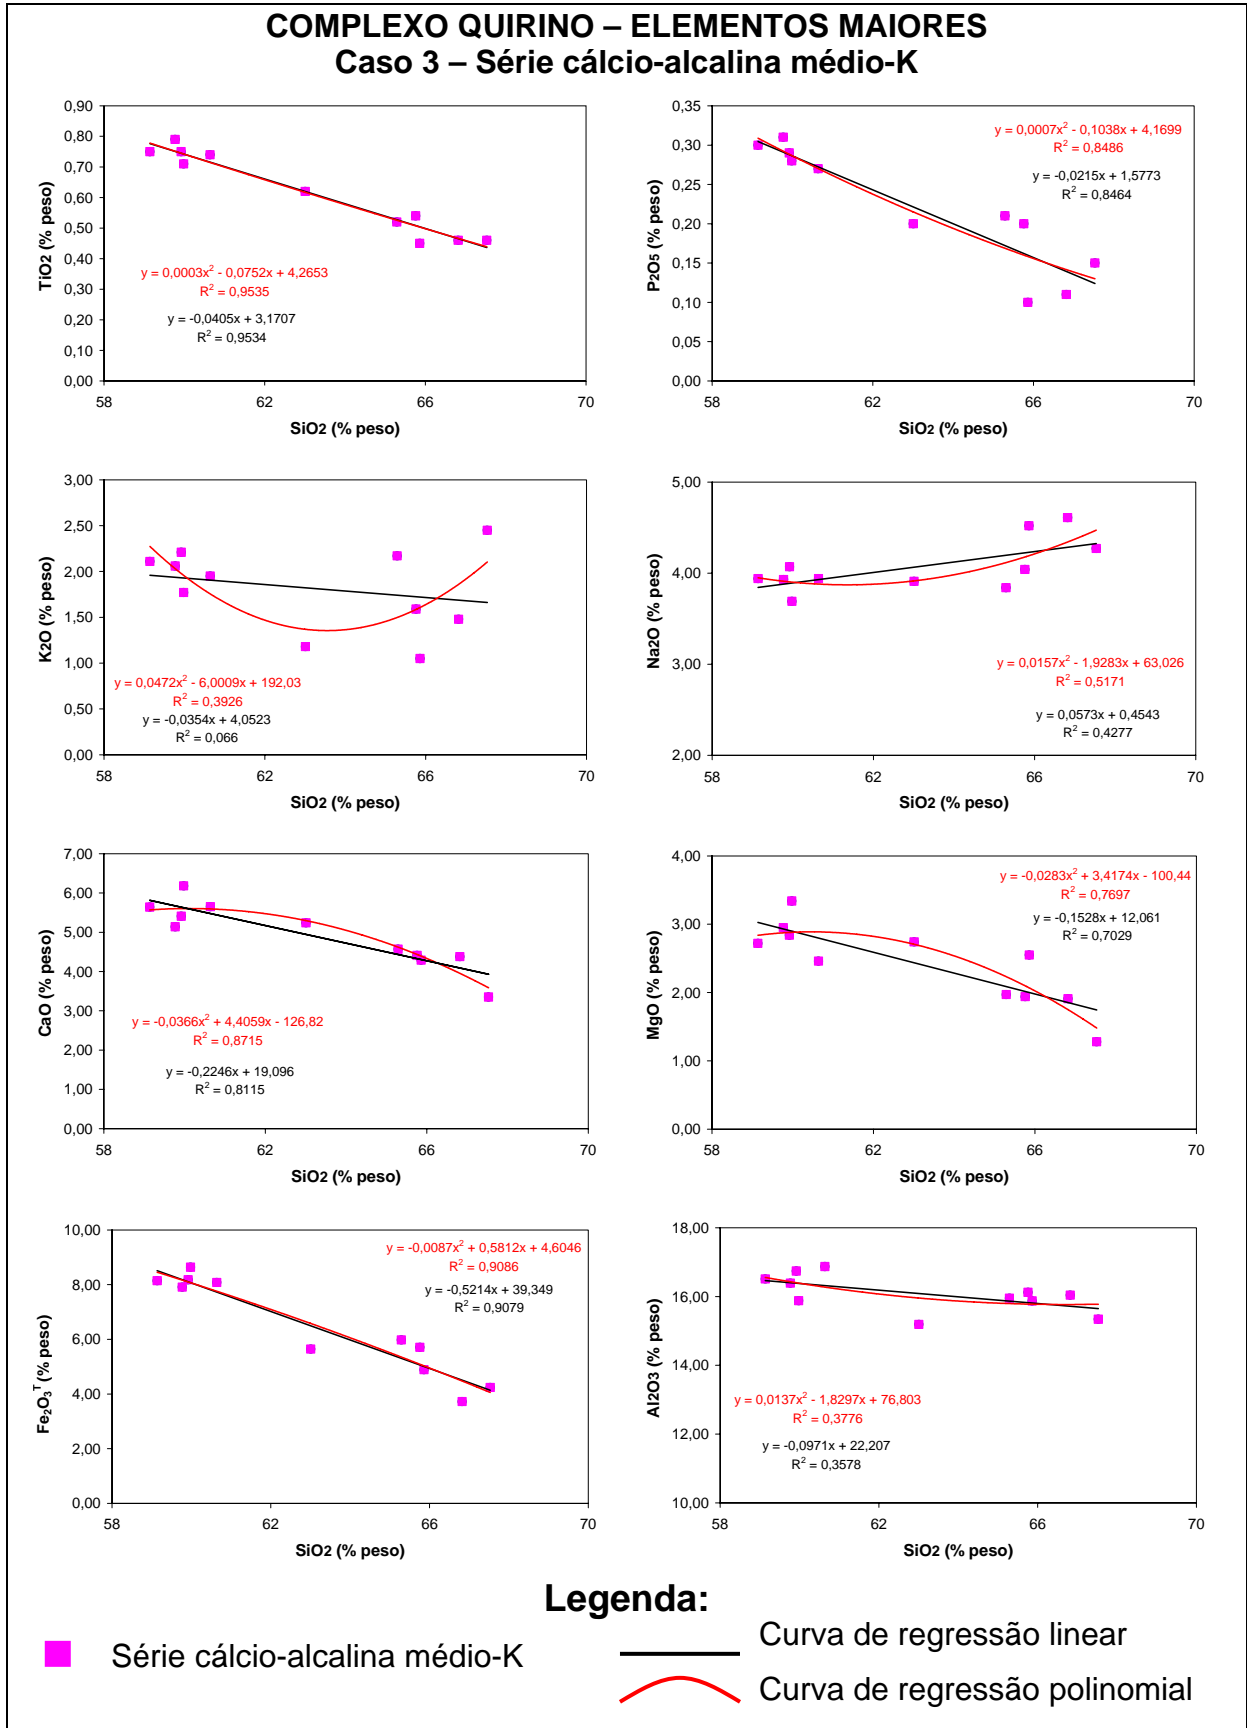 COMPLEXO QUIRINO – ELEMENTOS MAIORES
Caso 3 – Série cálcio-alcalina médio-K
0,90
0,80
0,70
0,60
0,50
0,40
0,30
0,20
0,10
0,00
TiO2 (% peso)
y = 0,0003x² - 0,0752x + 4,2653
R² = 0,9535
y = -0,0405x + 3,1707
R² = 0,9534
58 62 66 70
SiO2 (% peso)
0,35
0,30
0,25
0,20
0,15
0,10
0,05
0,00
P2O5 (% peso)
y = 0,0007x² - 0,1038x + 4,1699
R² = 0,8486
y = -0,0215x + 1,5773
R² = 0,8464
58 62 66 70
SiO2 (% peso)
3,00
2,50
2,00
1,50
1,00
0,50
0,00
K2O (% peso)
y = 0,0472x² - 6,0009x + 192,03
R² = 0,3926
y = -0,0354x + 4,0523
R² = 0,066
58 62 66 70
SiO2 (% peso)
5,00
4,00
3,00
2,00
Na2O (% peso)
y = 0,0157x² - 1,9283x + 63,026
R² = 0,5171
y = 0,0573x + 0,4543
R² = 0,4277
58 62 66 70
SiO2 (% peso)
7,00
6,00
5,00
4,00
3,00
2,00
1,00
0,00
CaO (% peso)
y = -0,0366x² + 4,4059x - 126,82
R² = 0,8715
y = -0,2246x + 19,096
R² = 0,8115
58 62 66 70
SiO2 (% peso)
4,00
3,00
2,00
1,00
0,00
MgO (% peso)
y = -0,0283x² + 3,4174x - 100,44
R² = 0,7697
y = -0,1528x + 12,061
R² = 0,7029
58 62 66 70
SiO2 (% peso)
10,00
8,00
6,00
4,00
2,00
0,00
Fe₂O₃ᵀ (% peso)
y = -0,0087x² + 0,5812x + 4,6046
R² = 0,9086
y = -0,5214x + 39,349
R² = 0,9079
58 62 66 70
SiO2 (% peso)
18,00
16,00
14,00
12,00
10,00
Al2O3 (% peso)
y = 0,0137x² - 1,8297x + 76,803
R² = 0,3776
y = -0,0971x + 22,207
R² = 0,3578
58 62 66 70
SiO2 (% peso)
Legenda:
Série cálcio-alcalina médio-K
Curva de regressão linear
Curva de regressão polinomial